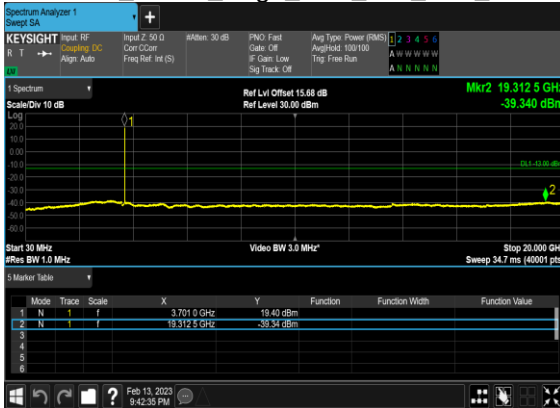 Spectrum Analyzer 1
Swept SA
+
KEYSIGHT Input: RF Input Z: 50 Ω #Atten: 30 dB PNO: Fast Avg Type: Power (RMS) 1 2 3 4 5 6
R T Coupling: DC Corr CCorr Gate: Off Avg|Hold: 100/100 A W W W W W
Align: Auto Freq Ref: Int (S) IF Gain: Low Trig: Free Run
Sig Track: Off A N N N N N
1 Spectrum Ref Lvl Offset 15.68 dB Mkr2 19.312 5 GHz
Scale/Div 10 dB Ref Level 30.00 dBm -39.340 dBm
Log
20.0
10.0
0.00
-10.0
-20.0
-30.0
-40.0
-50.0
-60.0
1
DL1 -13.00 dBm
2
Start 30 MHz Video BW 3.0 MHz* Stop 20.000 GH
#Res BW 1.0 MHz Sweep 34.7 ms (40001 pts
5 Marker Table
Mode Trace Scale X Y Function Function Width Function Value
1 N 1 f 3.701 0 GHz 19.40 dBm
2 N 1 f 19.312 5 GHz -39.34 dBm
3
4
5
6
? Feb 13, 2023
9:42:35 PM